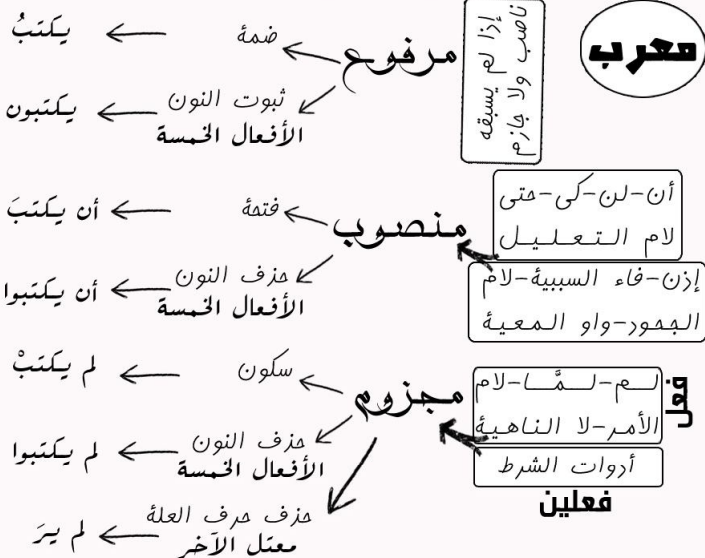 معرب
إذا لم يسبقه
ناصب ولا جازم
مرفوع
ضمة
يكتبُ
ثبوت النون
الأفعال الخمسة
يكتبون
أن-لن-كى-حتى
لام التعليل
إذن-فاء السببية-لام
الجحود-واو المعية
منصوب
فتحة
أن يكتبَ
حذف النون
الأفعال الخمسة
أن يكتبوا
فعل
لم-لمَّا-لام
الأمر-لا الناهية
أدوات الشرط
فعلين
مجزوم
سكون
لم يكتبْ
حذف النون
الأفعال الخمسة
لم يكتبوا
حذف حرف العلة
معتل الآخر
لم يرَ